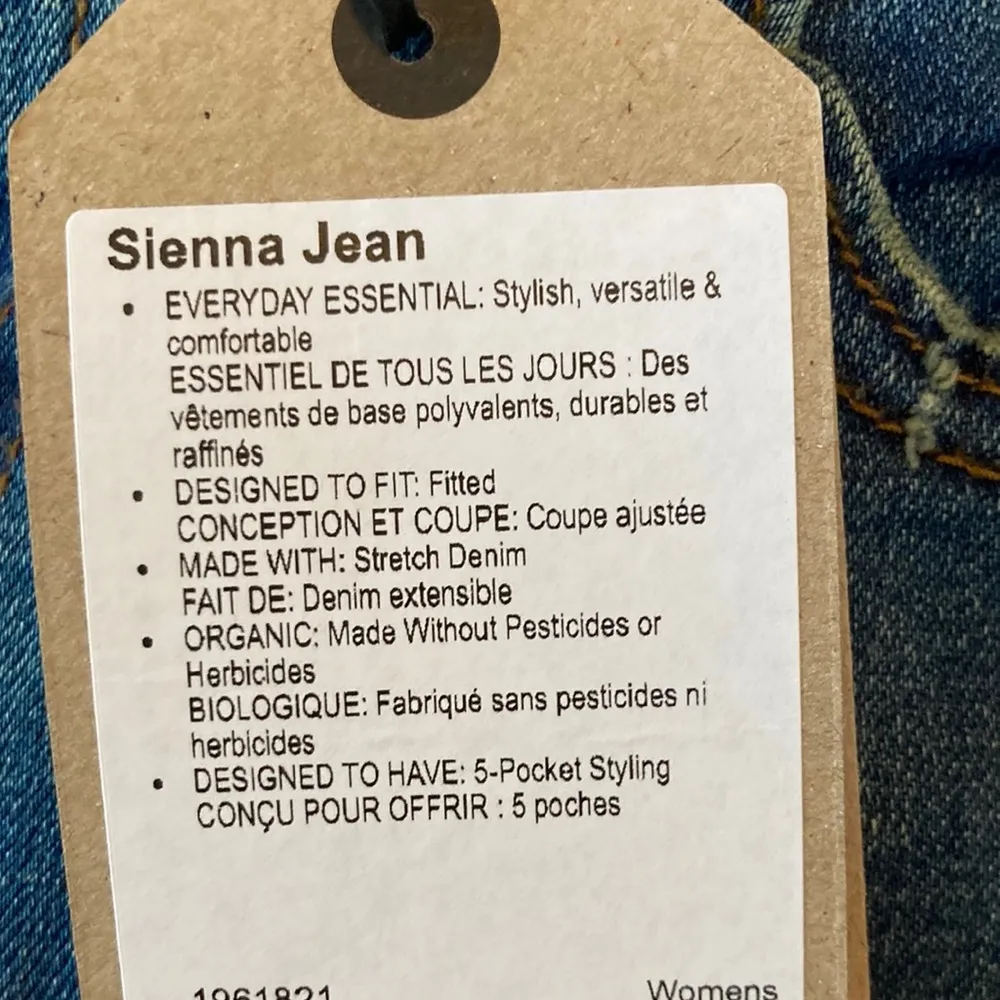 Sienna Jean
• EVERYDAY ESSENTIAL: Stylish, versatile &
comfortable
ESSENTIEL DE TOUS LES JOURS : Des
vêtements de base polyvalents, durables et
raffinés
• DESIGNED TO FIT: Fitted
CONCEPTION ET COUPE: Coupe ajustée
• MADE WITH: Stretch Denim
FAIT DE: Denim extensible
• ORGANIC: Made Without Pesticides or
Herbicides
BIOLOGIQUE: Fabriqué sans pesticides ni
herbicides
• DESIGNED TO HAVE: 5-Pocket Styling
CONÇU POUR OFFRIR : 5 poches
1961821 Womens